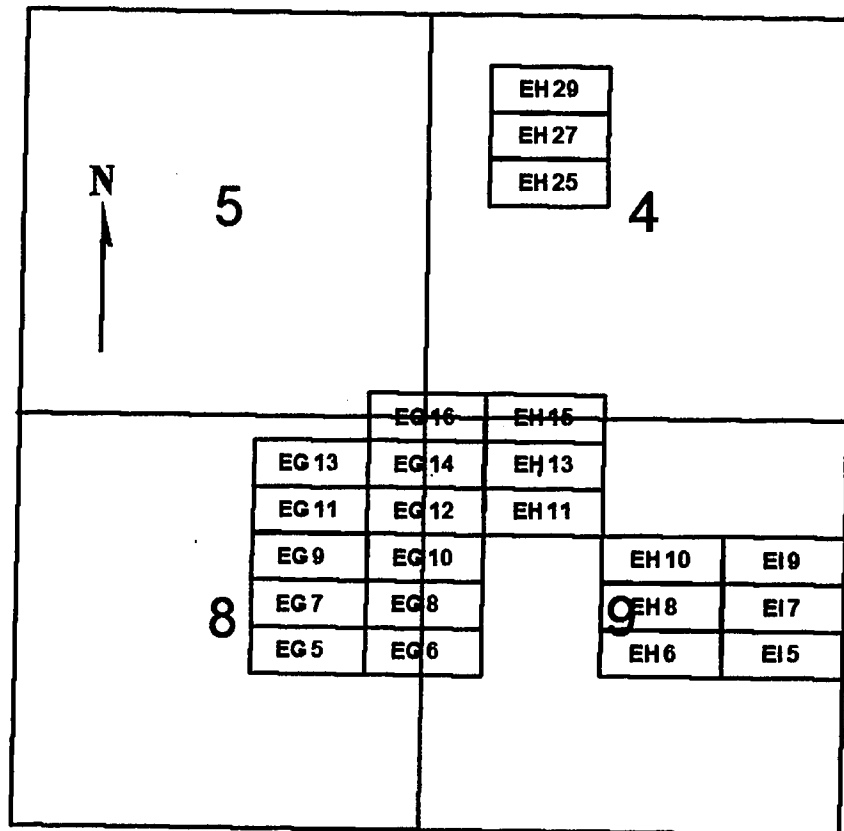 EH 29
EH 27
EH 25
N
5
4
EG 16 EH 15
EG 13 EG 14 EH 13
EG 11 EG 12 EH 11
EG 9 EG 10 EH 10 EI 9
8 EG 7 EG 8 9 EH 8 EI 7
EG 5 EG 6 EH 6 EI 5